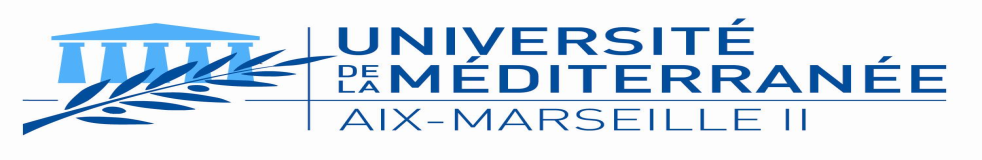 UNIVERSITÉ
DE LA MÉDITERRANÉE
AIX-MARSEILLE II